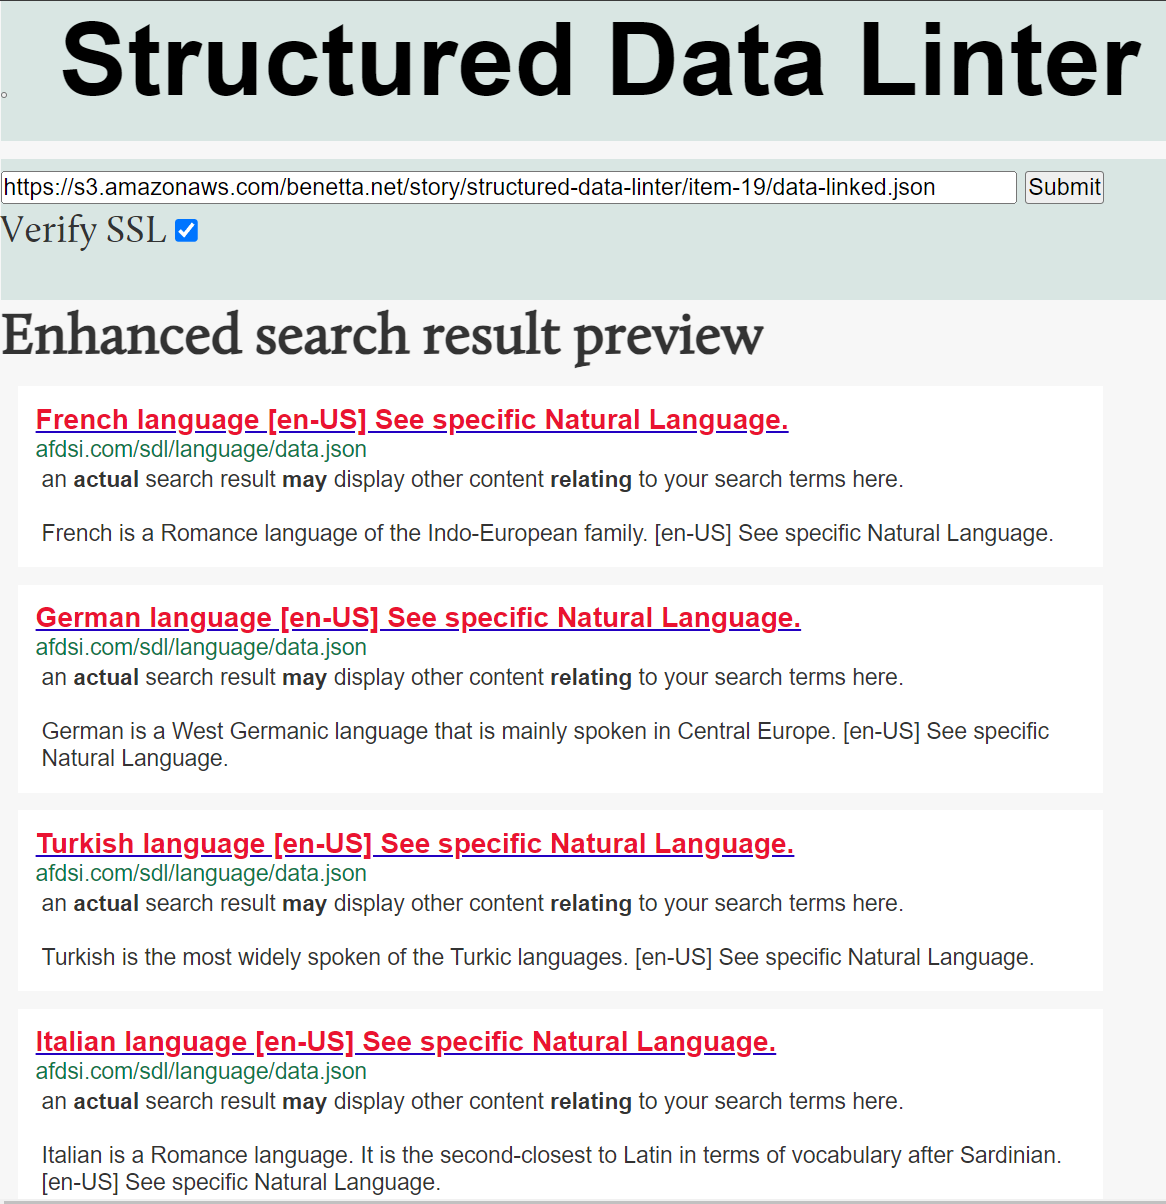 Structured Data Linter
https://s3.amazonaws.com/benetta.net/story/structured-data-linter/item-19/data-linked.json Submit
Verify SSL
Enhanced search result preview
French language [en-US] See specific Natural Language.
afdsi.com/sdl/language/data.json
an actual search result may display other content relating to your search terms here.
French is a Romance language of the Indo-European family. [en-US] See specific Natural Language.
German language [en-US] See specific Natural Language.
afdsi.com/sdl/language/data.json
an actual search result may display other content relating to your search terms here.
German is a West Germanic language that is mainly spoken in Central Europe. [en-US] See specific
Natural Language.
Turkish language [en-US] See specific Natural Language.
afdsi.com/sdl/language/data.json
an actual search result may display other content relating to your search terms here.
Turkish is the most widely spoken of the Turkic languages. [en-US] See specific Natural Language.
Italian language [en-US] See specific Natural Language.
afdsi.com/sdl/language/data.json
an actual search result may display other content relating to your search terms here.
Italian is a Romance language. It is the second-closest to Latin in terms of vocabulary after Sardinian.
[en-US] See specific Natural Language.